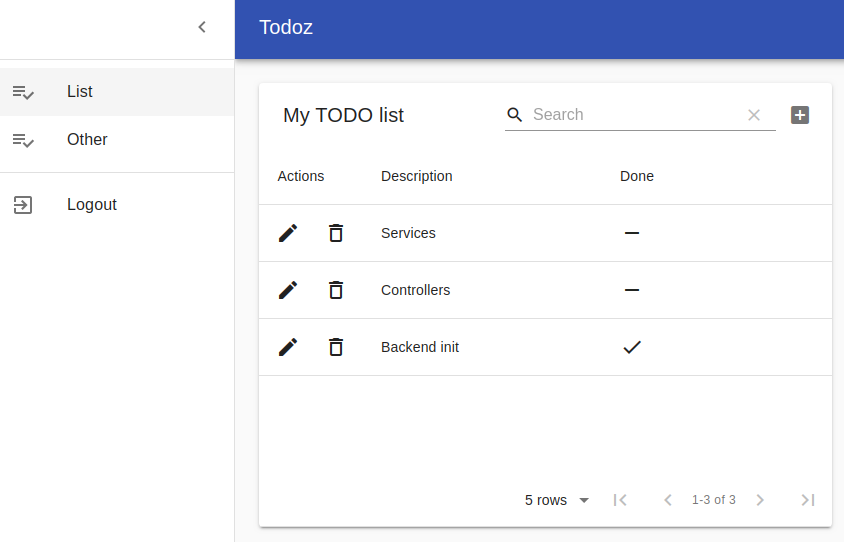 Todoz
List
Other
Logout
My TODO list
Search
Actions Description Done
Services
Controllers
Backend init
5 rows 1-3 of 3